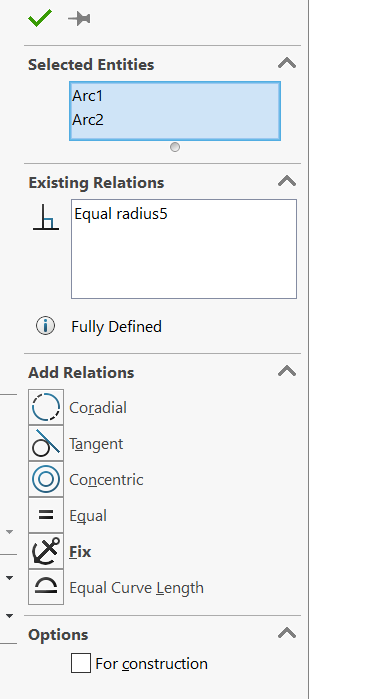 Selected Entities
Arc1
Arc2
Existing Relations
Equal radius5
Fully Defined
Add Relations
Coradial
Tangent
Concentric
Equal
Fix
Equal Curve Length
Options
For construction